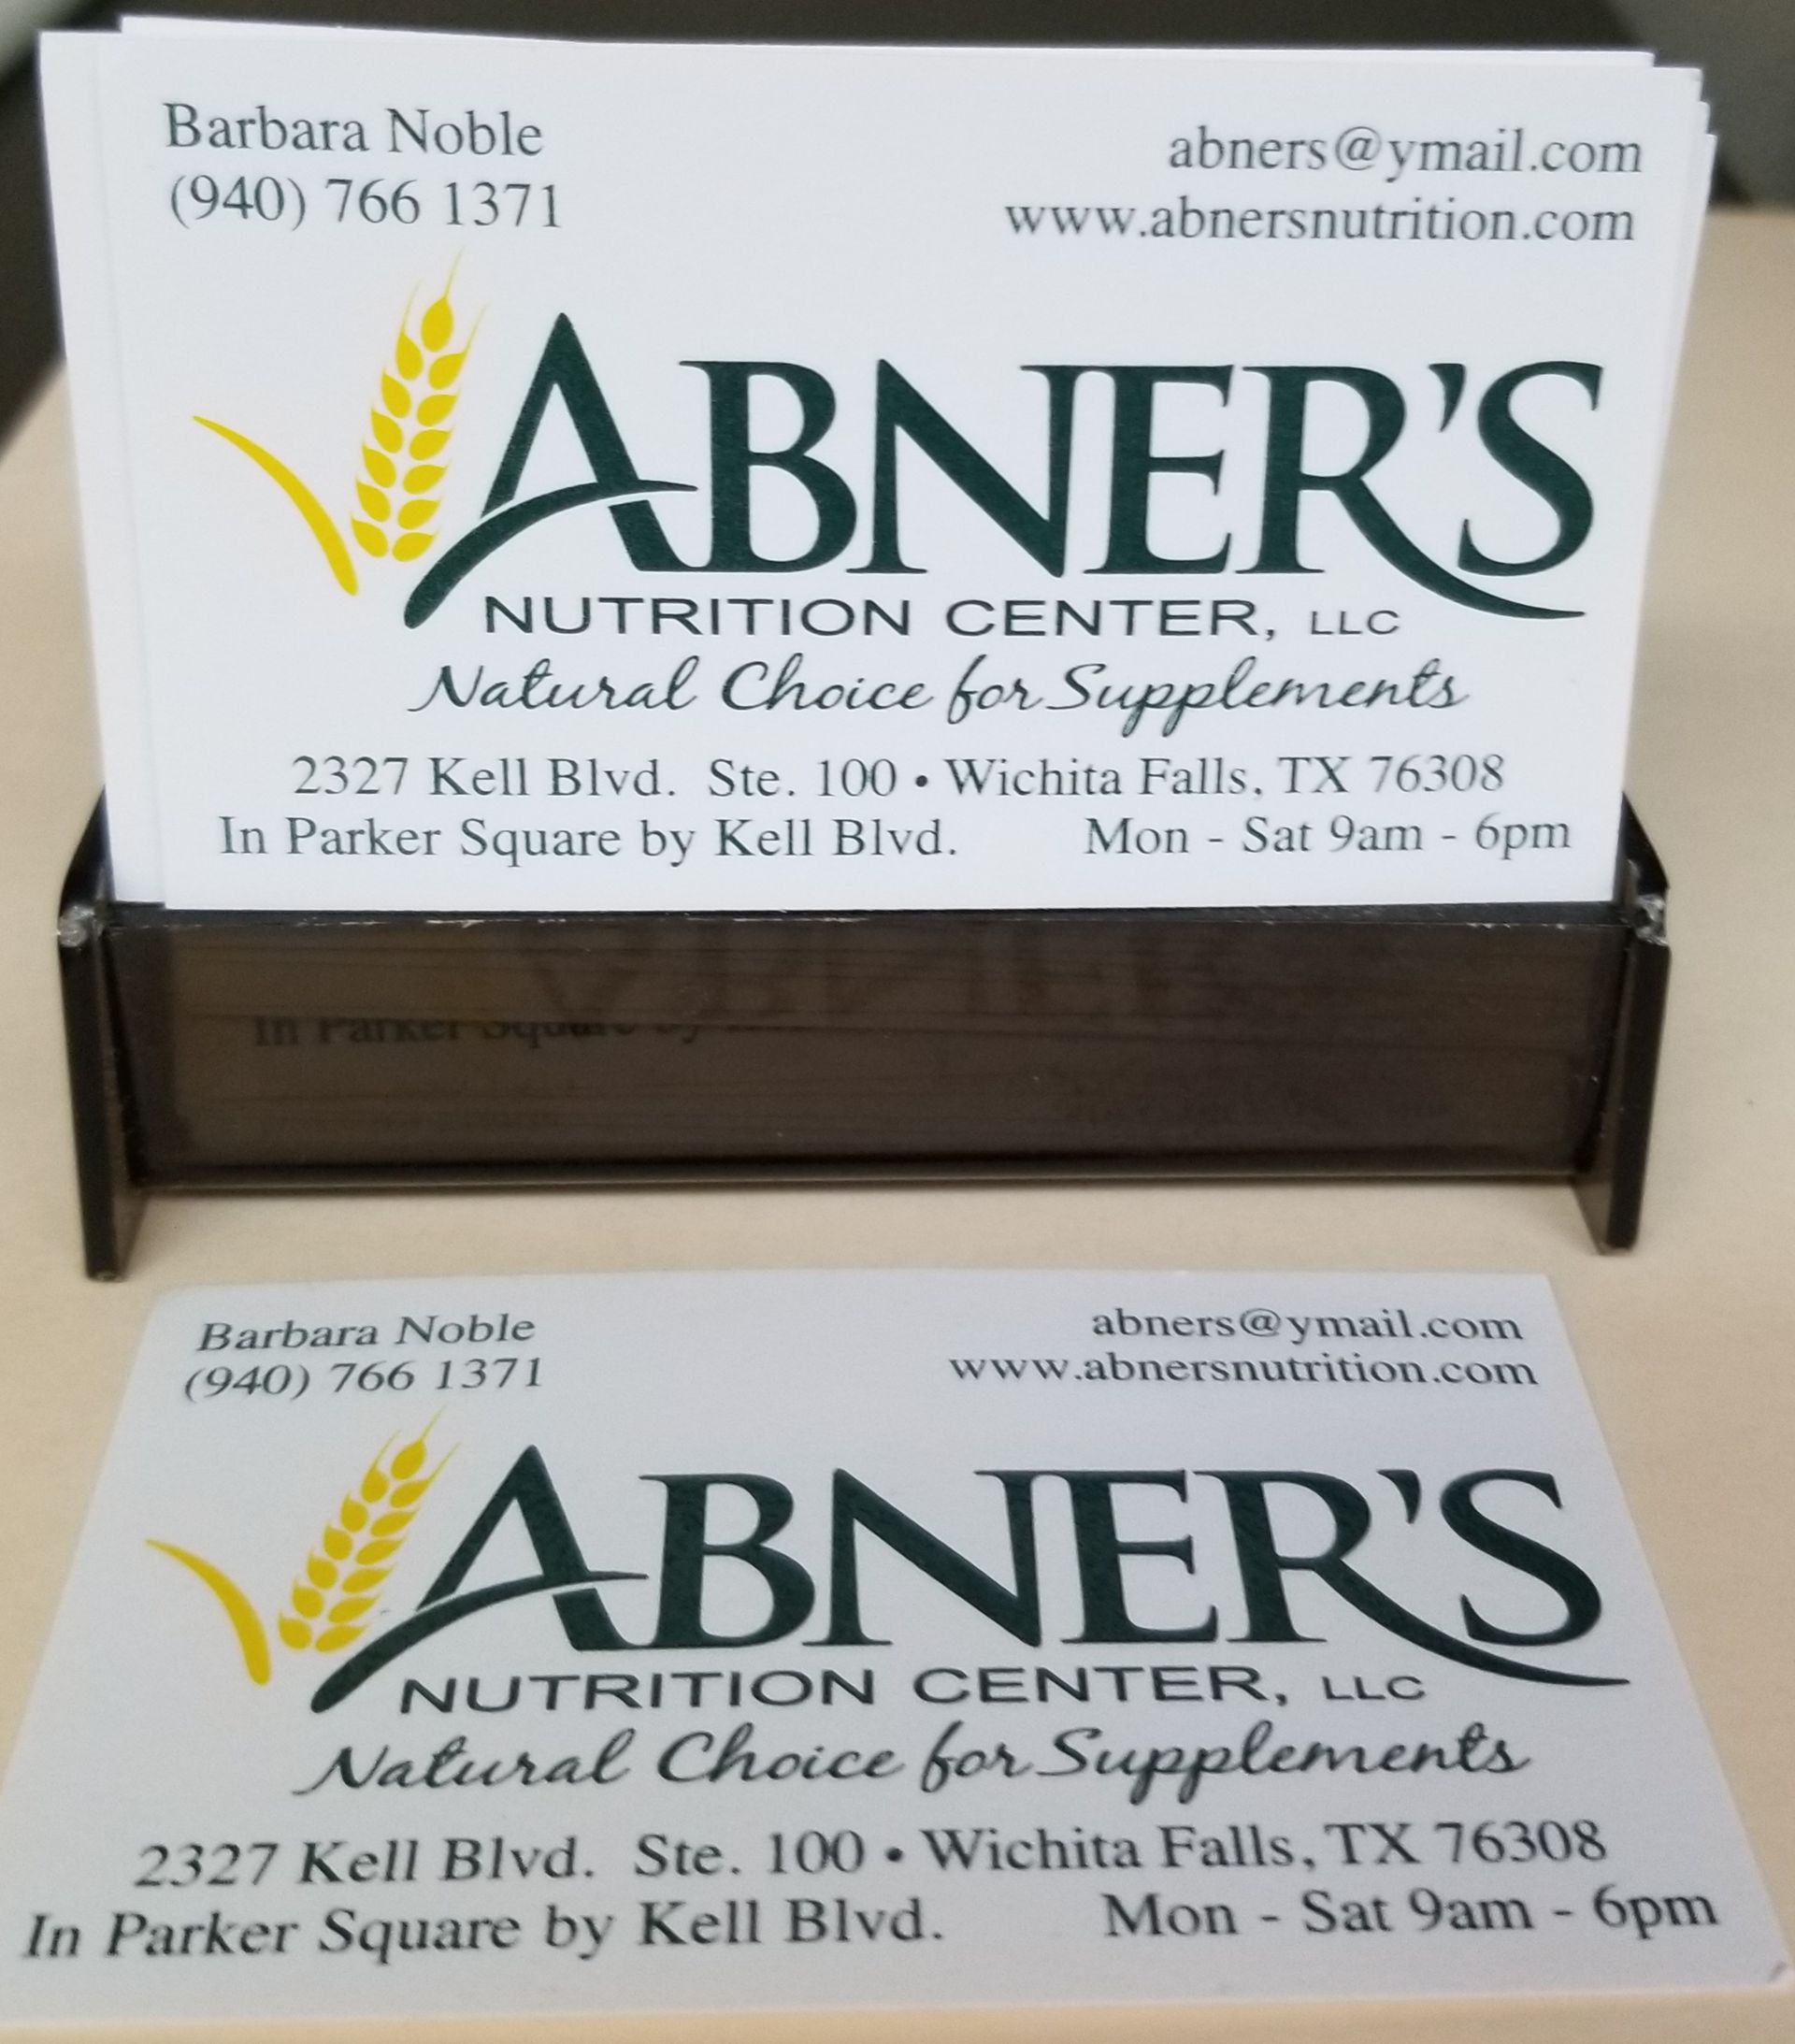 Barbara Noble
(940) 766 1371
abners@ymail.com
www.abnersnutrition.com
ABNER'S
NUTRITION CENTER, LLC
Natural Choice for Supplements
2327 Kell Blvd. Ste. 100 • Wichita Falls, TX 76308
In Parker Square by Kell Blvd. Mon - Sat 9am - 6pm
In Parker Square by
Barbara Noble
(940) 766 1371
abners@ymail.com
www.abnersnutrition.com
ABNER'S
NUTRITION CENTER, LLC
Natural Choice for Supplements
2327 Kell Blvd. Ste. 100 • Wichita Falls, TX 76308
In Parker Square by Kell Blvd. Mon - Sat 9am - 6pm